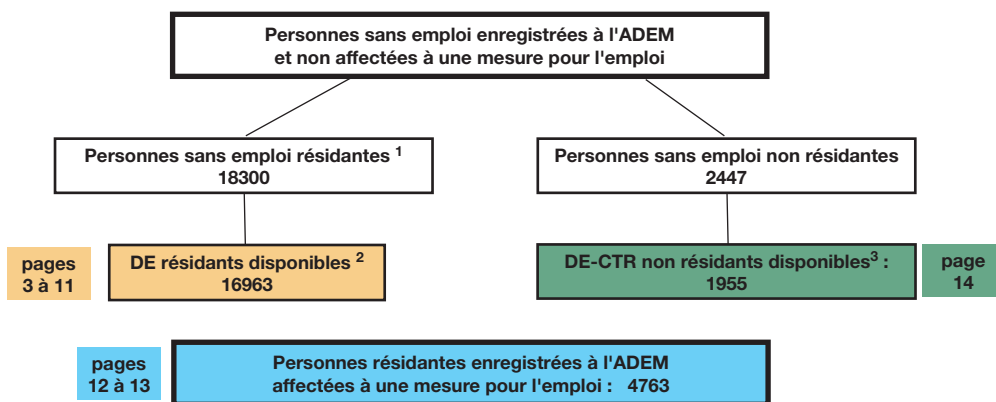 Personnes sans emploi enregistrées à l'ADEM
et non affectées à une mesure pour l'emploi
Personnes sans emploi résidantes 1
18300
Personnes sans emploi non résidantes
2447
pages
3 à 11
DE résidants disponibles 2
16963
DE-CTR non résidants disponibles3 :
1955
page
14
pages
12 à 13
Personnes résidantes enregistrées à l'ADEM
affectées à une mesure pour l'emploi : 4763